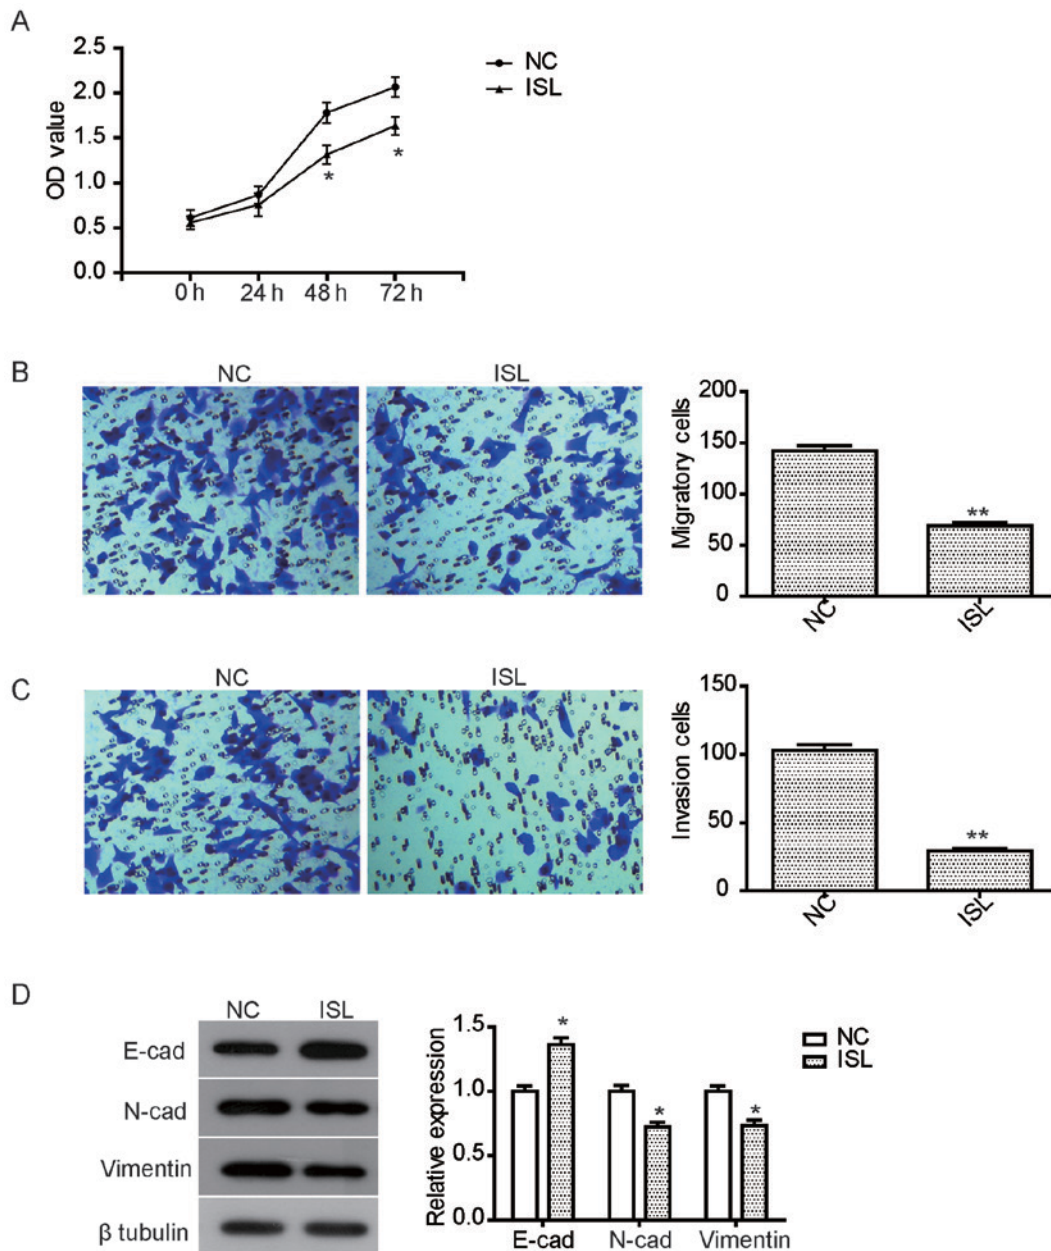 A
2.5
2.0
1.5
1.0
0.5
0.0
OD value
0 h 24 h 48 h 72 h
NC
ISL
*
*
B
NC ISL
Migratory cells
200
150
100
50
0
**
NC ISL
C
NC ISL
Invasion cells
150
100
50
0
**
NC ISL
D
NC ISL
E-cad
N-cad
Vimentin
β tubulin
Relative expression
1.5
1.0
0.5
0.0
*
*
*
E-cad N-cad Vimentin
NC
ISL